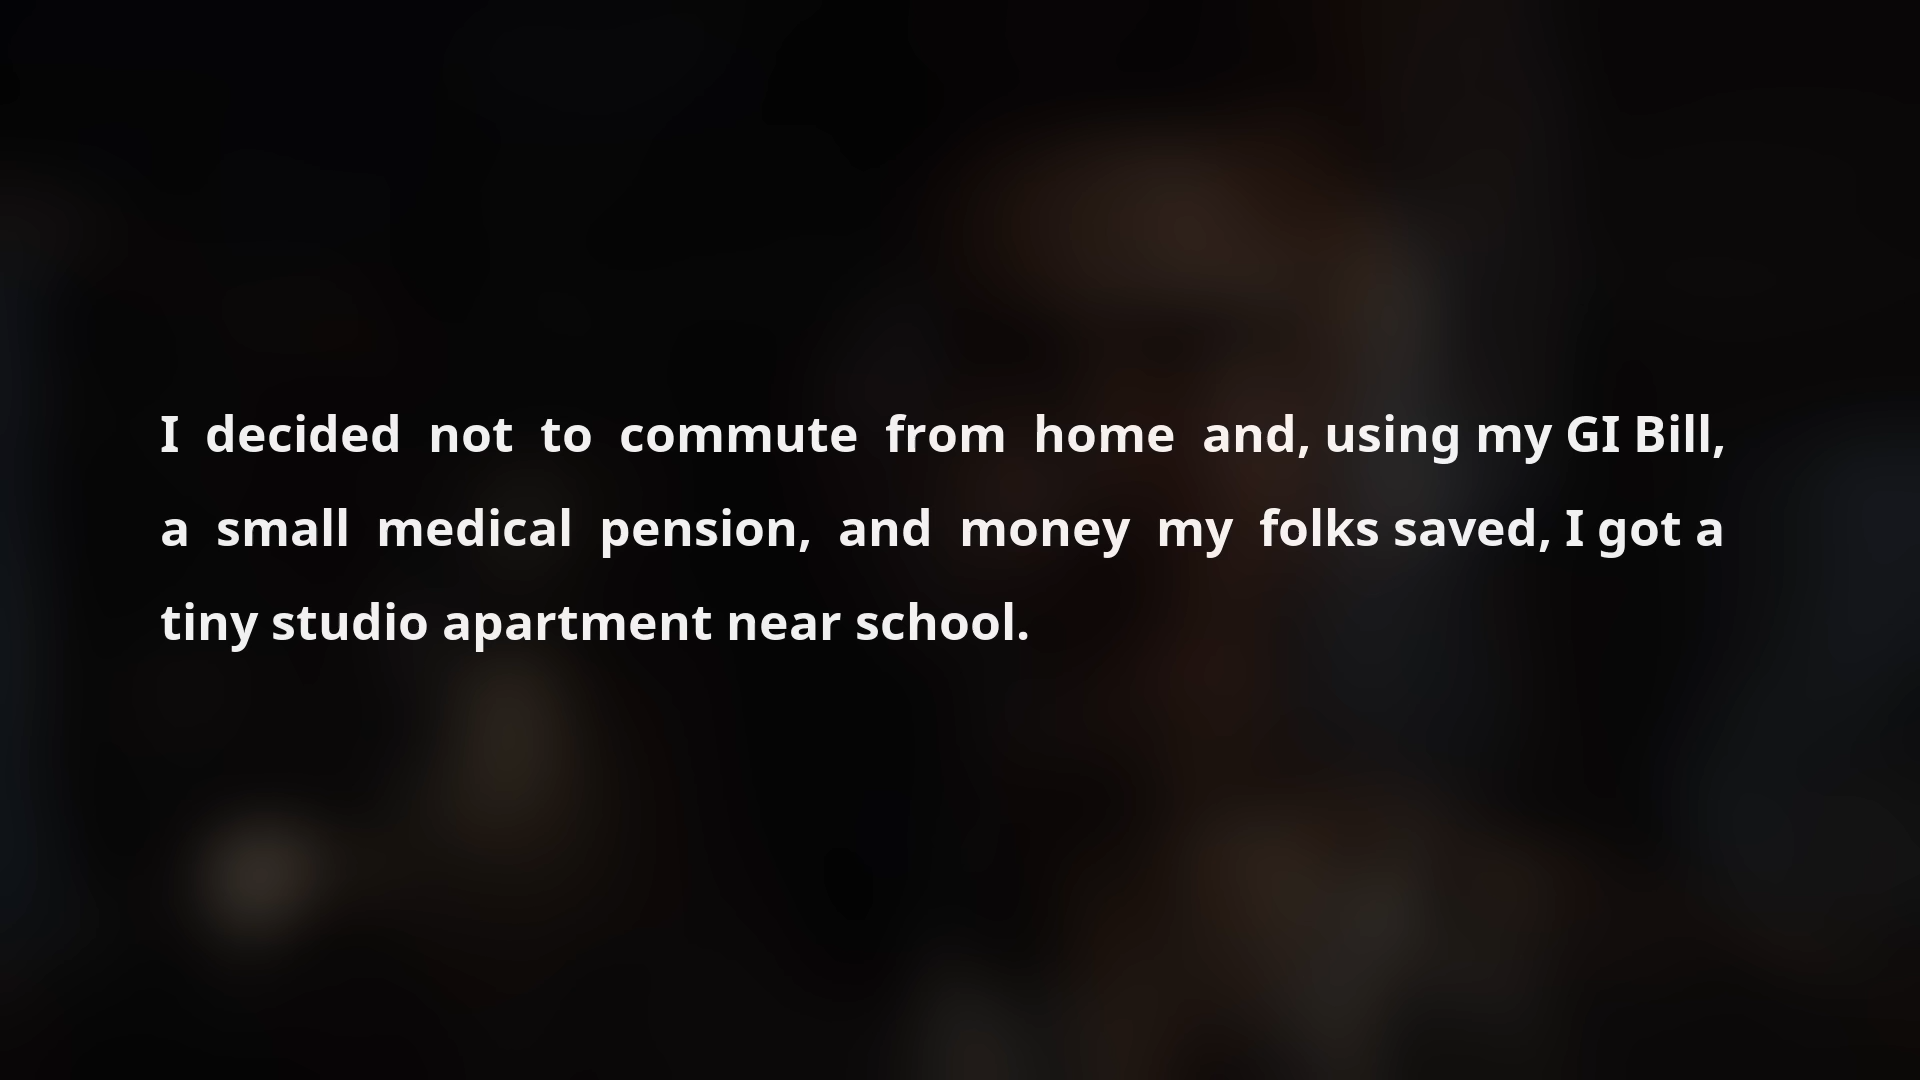 I decided not to commute from home and, using my GI Bill,
a small medical pension, and money my folks saved, I got a
tiny studio apartment near school.